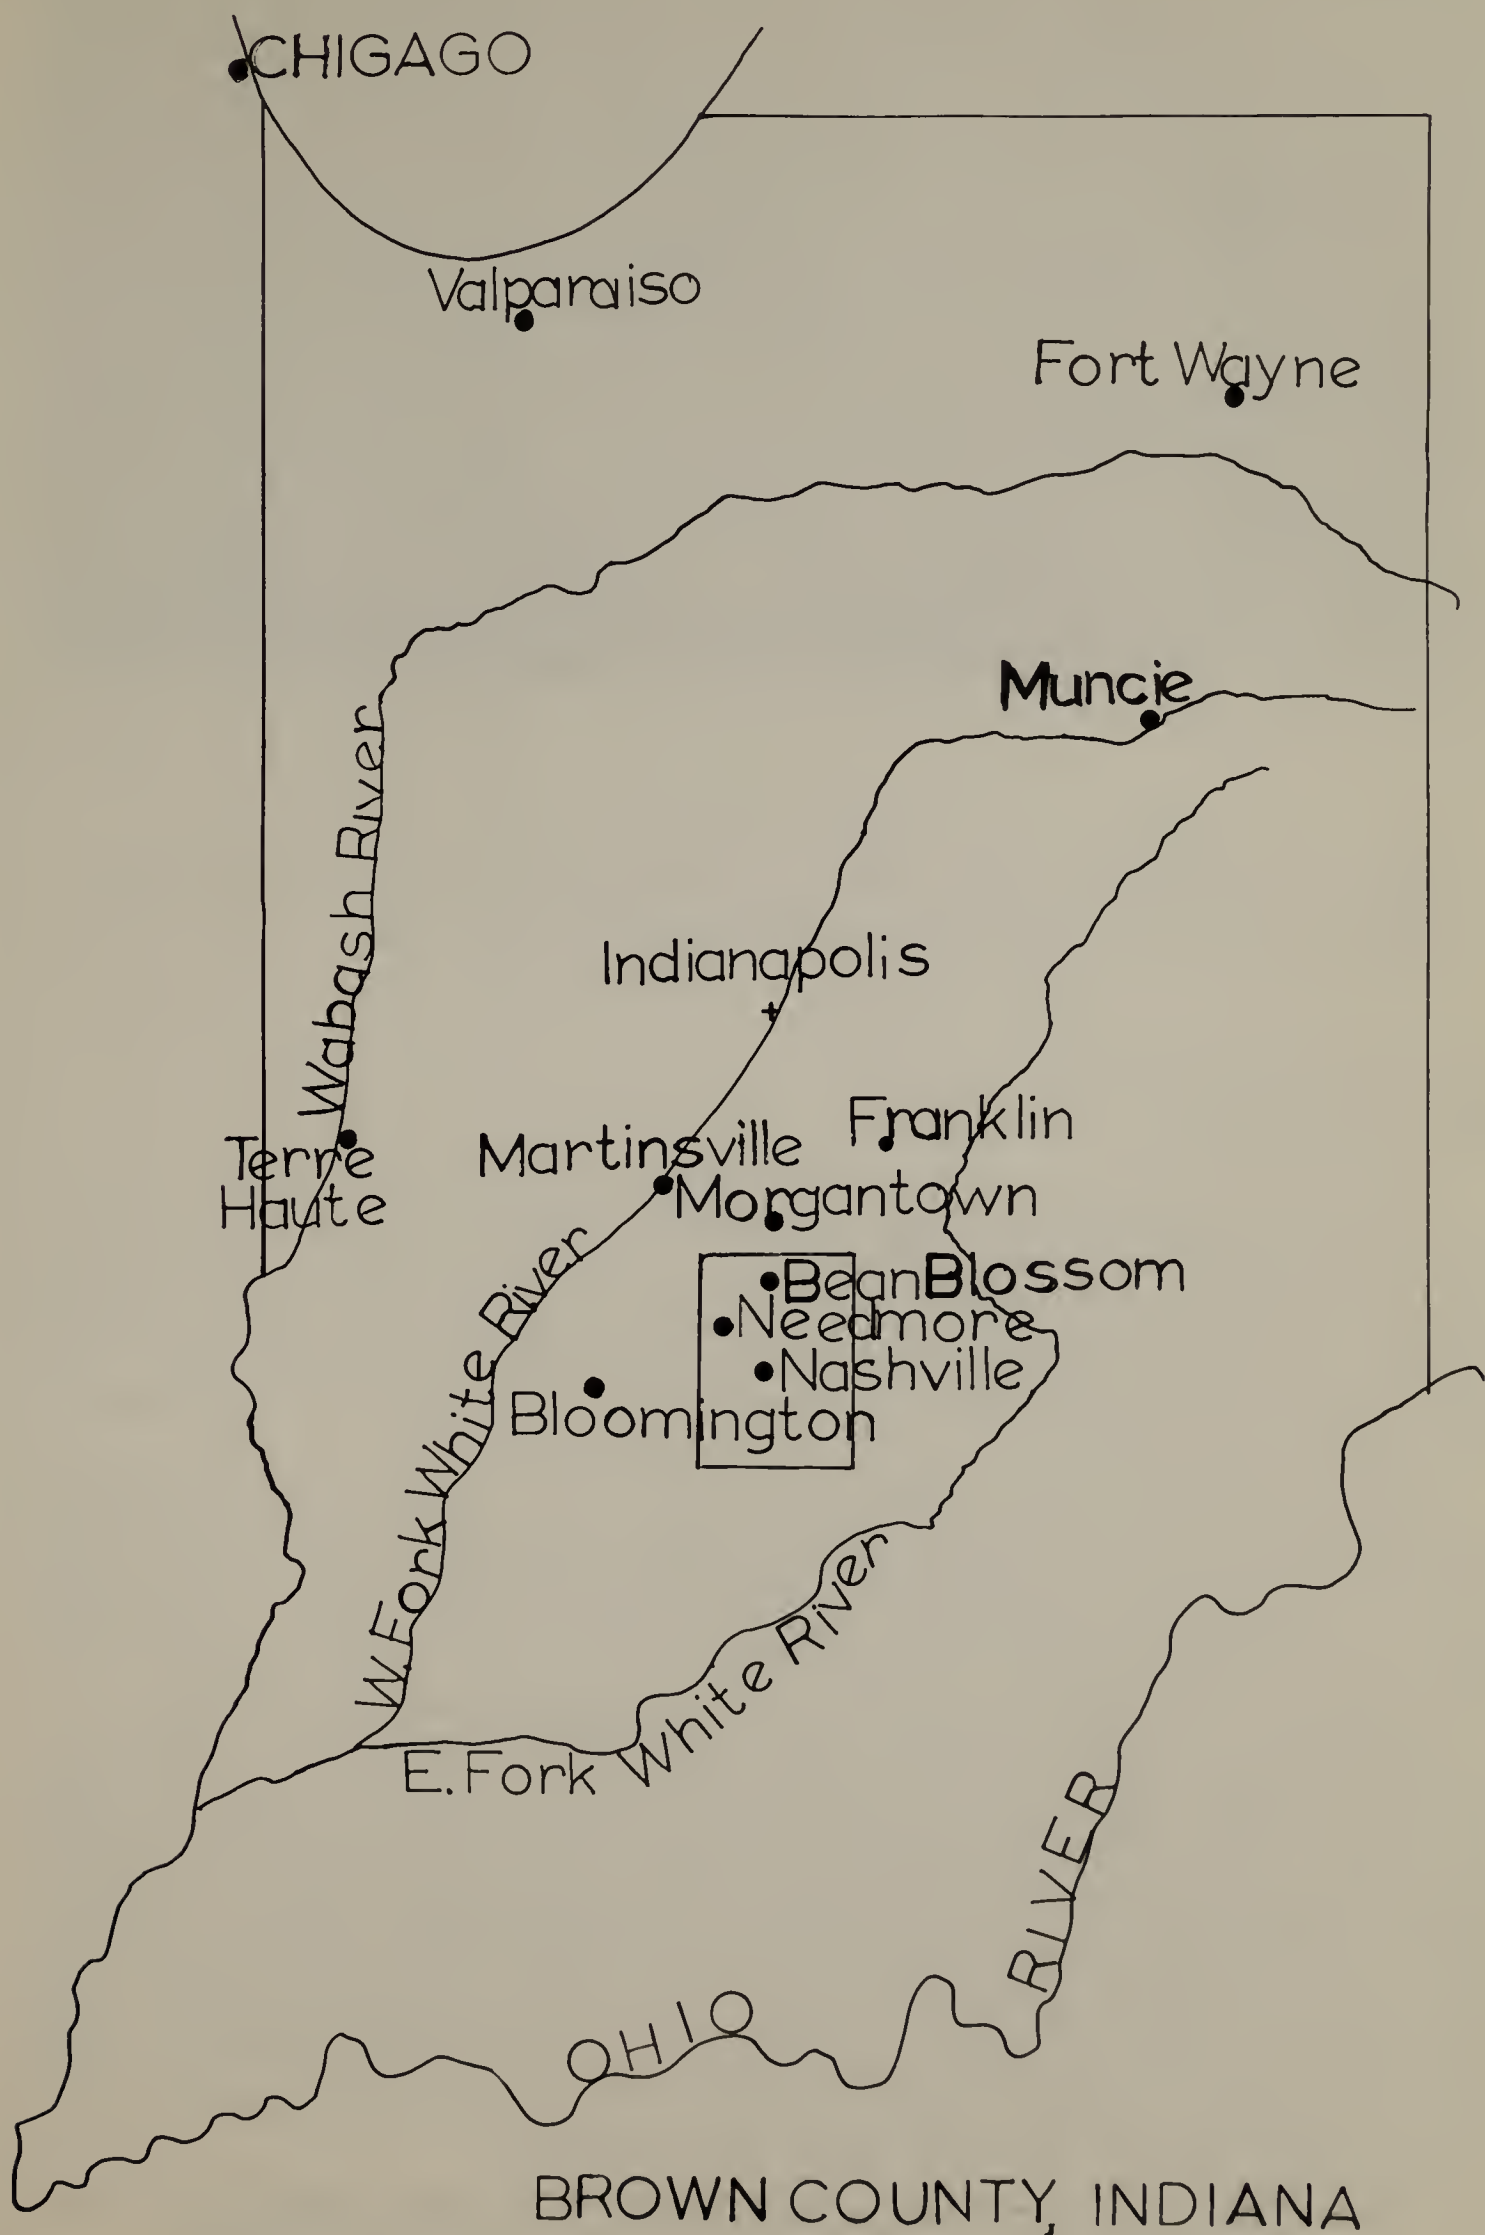 CHIGAGO
Valparaiso
Fort Wayne
Muncie
Wabash River
Indianapolis
Franklin
Terre
Haute
Martinsville
Morgantown
BeanBlossom
Needmore
Nashville
Bloomington
W. Fork White River
E. Fork White River
OHIO RIVER
BROWN COUNTY, INDIANA